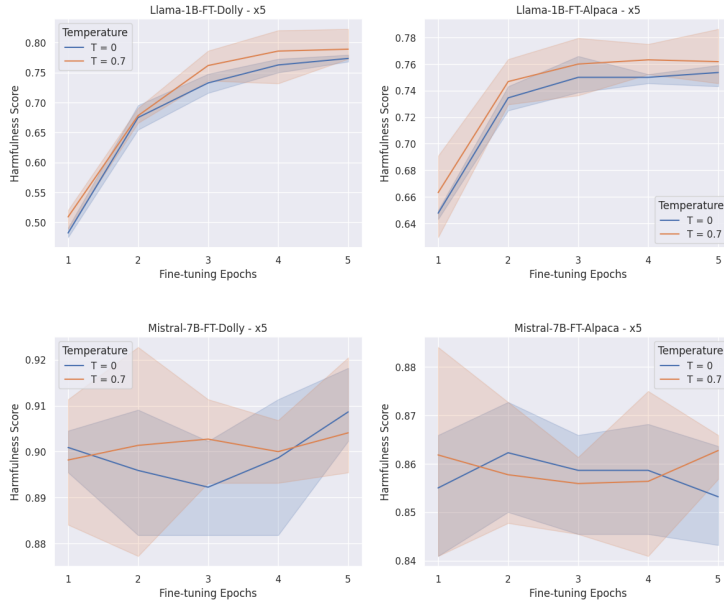 Llama-1B-FT-Dolly - x5
Temperature
T = 0
T = 0.7
Harmfulness Score
0.80
0.75
0.70
0.65
0.60
0.55
0.50
1 2 3 4 5
Fine-tuning Epochs
Llama-1B-FT-Alpaca - x5
Harmfulness Score
0.78
0.76
0.74
0.72
0.70
0.68
0.66
0.64
Temperature
T = 0
T = 0.7
1 2 3 4 5
Fine-tuning Epochs
Mistral-7B-FT-Dolly - x5
Temperature
T = 0
T = 0.7
Harmfulness Score
0.92
0.91
0.90
0.89
0.88
1 2 3 4 5
Fine-tuning Epochs
Mistral-7B-FT-Alpaca - x5
Temperature
T = 0
T = 0.7
Harmfulness Score
0.88
0.87
0.86
0.85
0.84
1 2 3 4 5
Fine-tuning Epochs